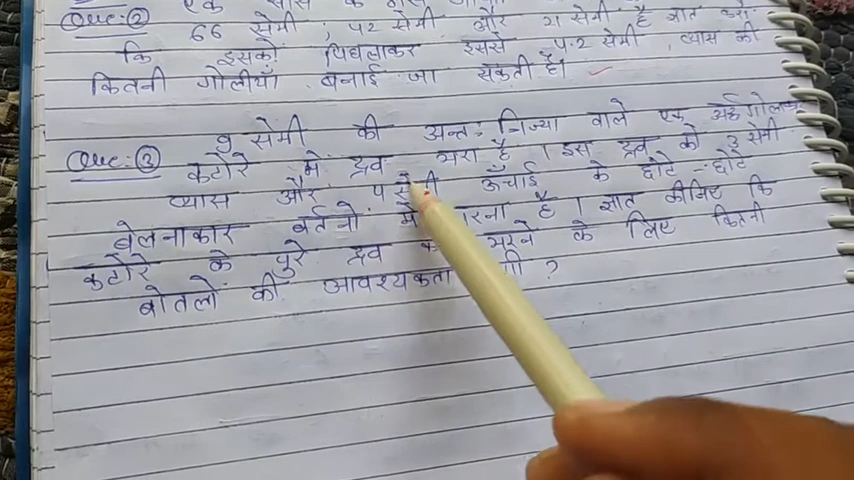 Que:② एक
66 सेमी ; 42 सेमी और 21 सेमी है ज्ञात करो
कि इसको पिघलाकर इससे 4.2 सेमी व्यास की
कितनी गोलीयाँ बनाई जा सकती है।
Que:③ 9 सेमी की अन्तः त्रिज्या वाले एक अर्द्धगोलाकार
कटोरे में द्रव भरा है । इस द्रव को 3 सेमी
व्यास और 4 सेमी ऊँचाई के छोटे-छोटे
बेलनाकार बर्तनों में है । ज्ञात कीजिए कि
कटोरे के पुरे द्रव भरने के लिए कितनी
बोतलों की आवश्यकता ?